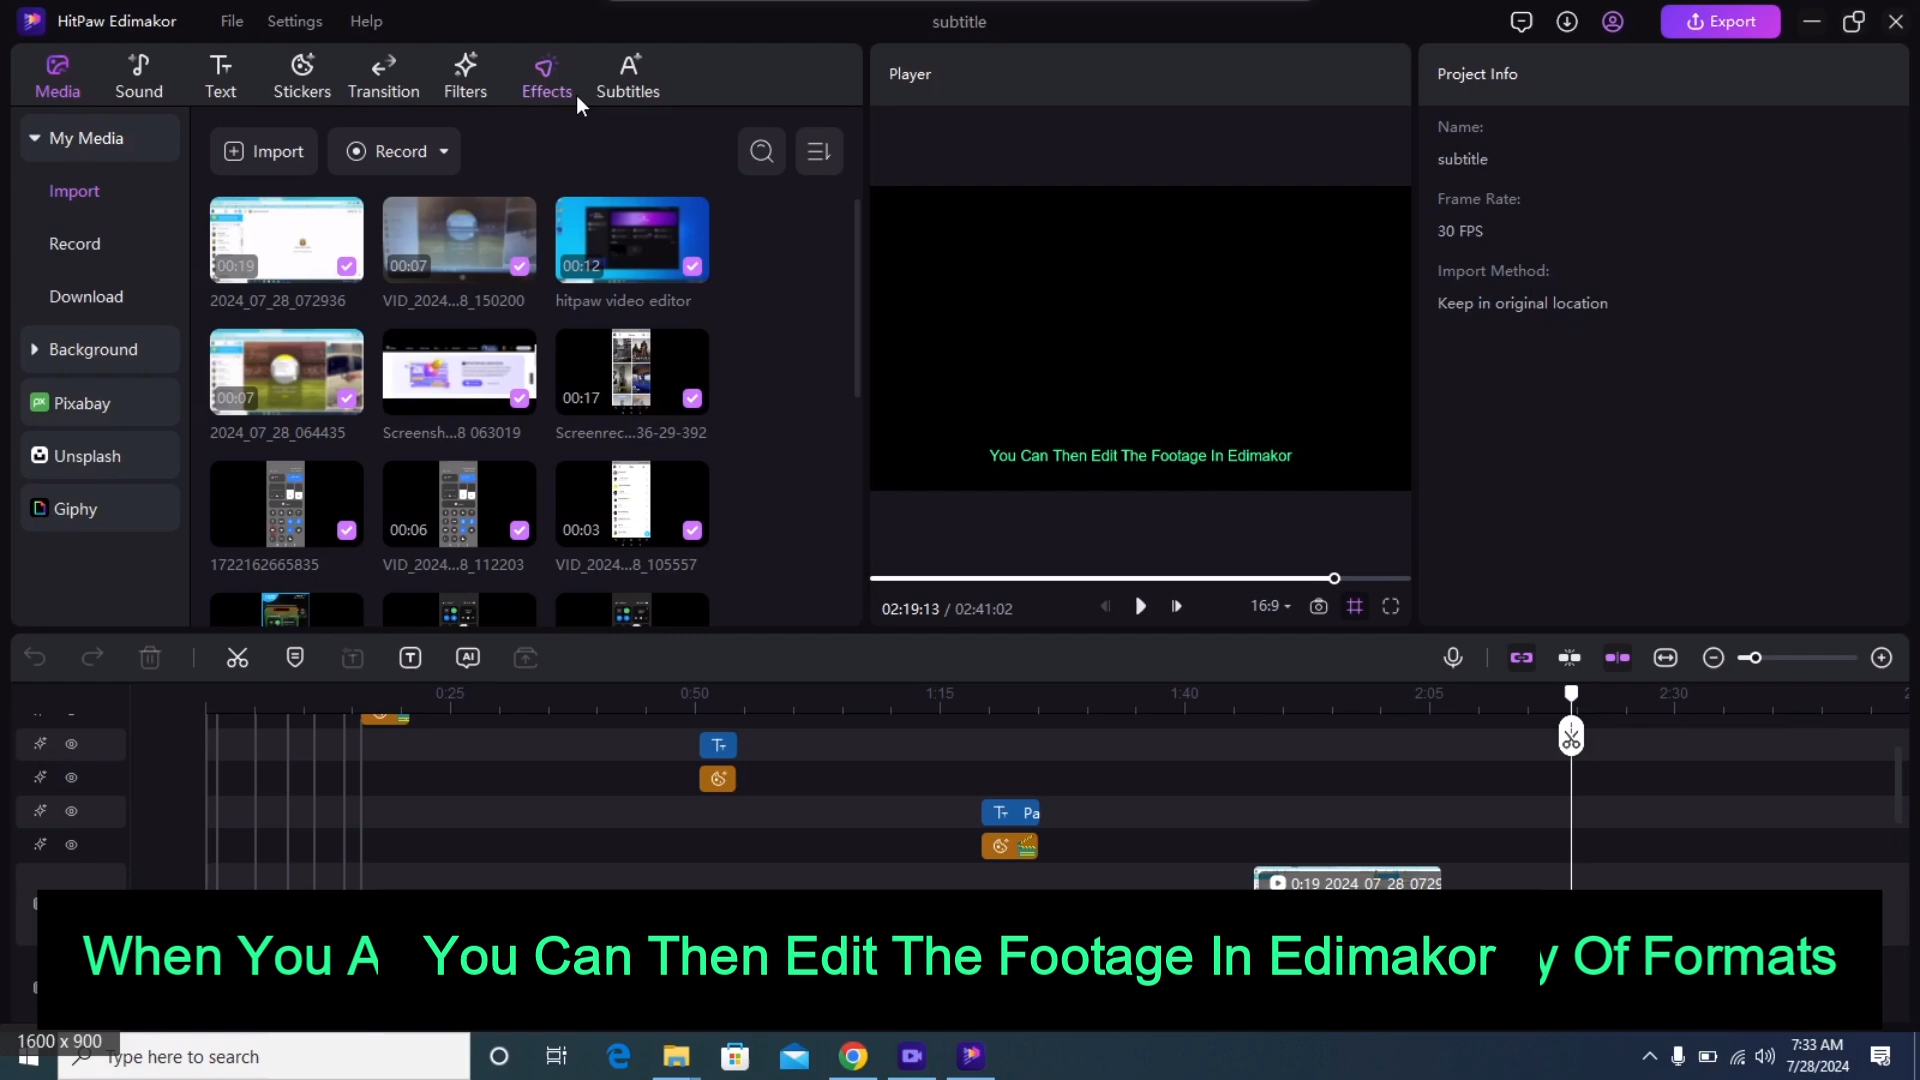 HitPaw Edimakor
File
Settings
Help
subtitle
Export
Media
Sound
Text
Stickers
Transition
Filters
Effects
Subtitles
My Media
Import
Record
Download
Background
Pixabay
Unsplash
Giphy
Import
Record
00:19
00:07
00:12
2024_07_28_072936
VID_2024...8_150200
hitpaw video editor
00:07
00:17
2024_07_28_064435
Screensh...8 063019
Screenrec...36-29-392
00:06
00:03
1722162665835
VID_2024...8_112203
VID_2024...8_105557
Player
You Can Then Edit The Footage In Edimakor
02:19:13 / 02:41:02
16:9
Project Info
Name:
subtitle
Frame Rate:
30 FPS
Import Method:
Keep in original location
0:25
0:50
1:15
1:40
2:05
2:30
Pa
0:19 2024_07_28_0729
When You A You Can Then Edit The Footage In Edimakor y Of Formats
1600 x 900
Type here to search
7:33 AM
7/28/2024